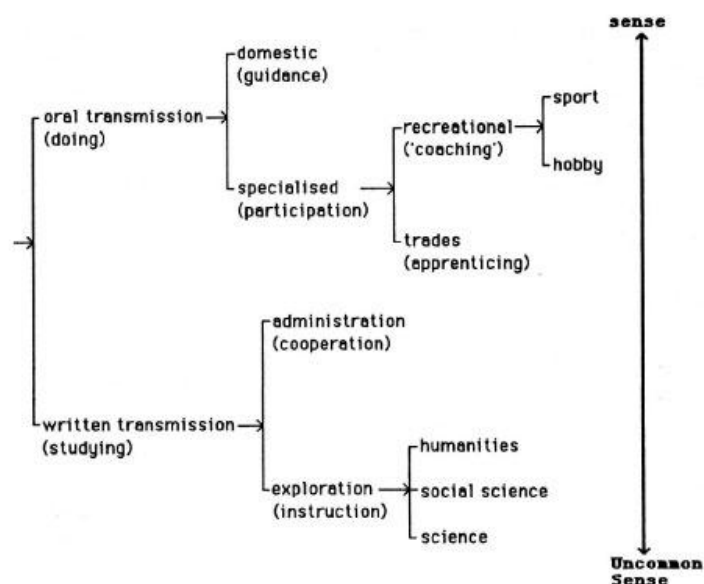 sense
domestic
(guidance)
sport
oral transmission
(doing)
recreational
('coaching')
hobby
specialised
(participation)
trades
(apprenticing)
administration
(cooperation)
written transmission
(studying)
humanities
exploration
(instruction)
social science
science
Uncommon
Sense